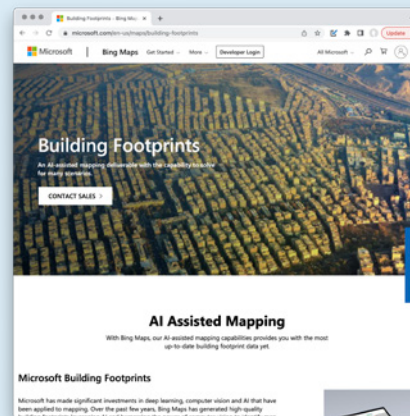 Building Footprints - Bing Ma
microsoft.com/en-us/maps/building-footprints
Update
Microsoft
Bing Maps
Get Started
More
Developer Login
All Microsoft
Building Footprints
An AI-assisted mapping deliverable with the capability to solve
for many scenarios.
CONTACT SALES >
AI Assisted Mapping
With Bing Maps, our AI-assisted mapping capabilities provides you with the most
up-to-date building footprint data yet.
Microsoft Building Footprints
Microsoft has made significant investments in deep learning, computer vision and AI that have
been applied to mapping. Over the past few years, Bing Maps has generated high-quality